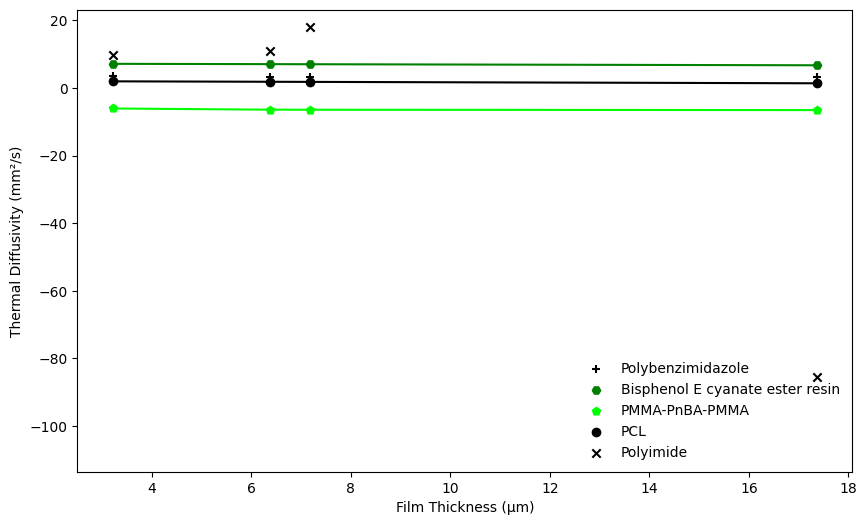 20
0
−20
−40
−60
−80
−100
Thermal Diffusivity (mm²/s)
Polybenzimidazole
Bisphenol E cyanate ester resin
PMMA-PnBA-PMMA
PCL
Polyimide
4 6 8 10 12 14 16 18
Film Thickness (μm)